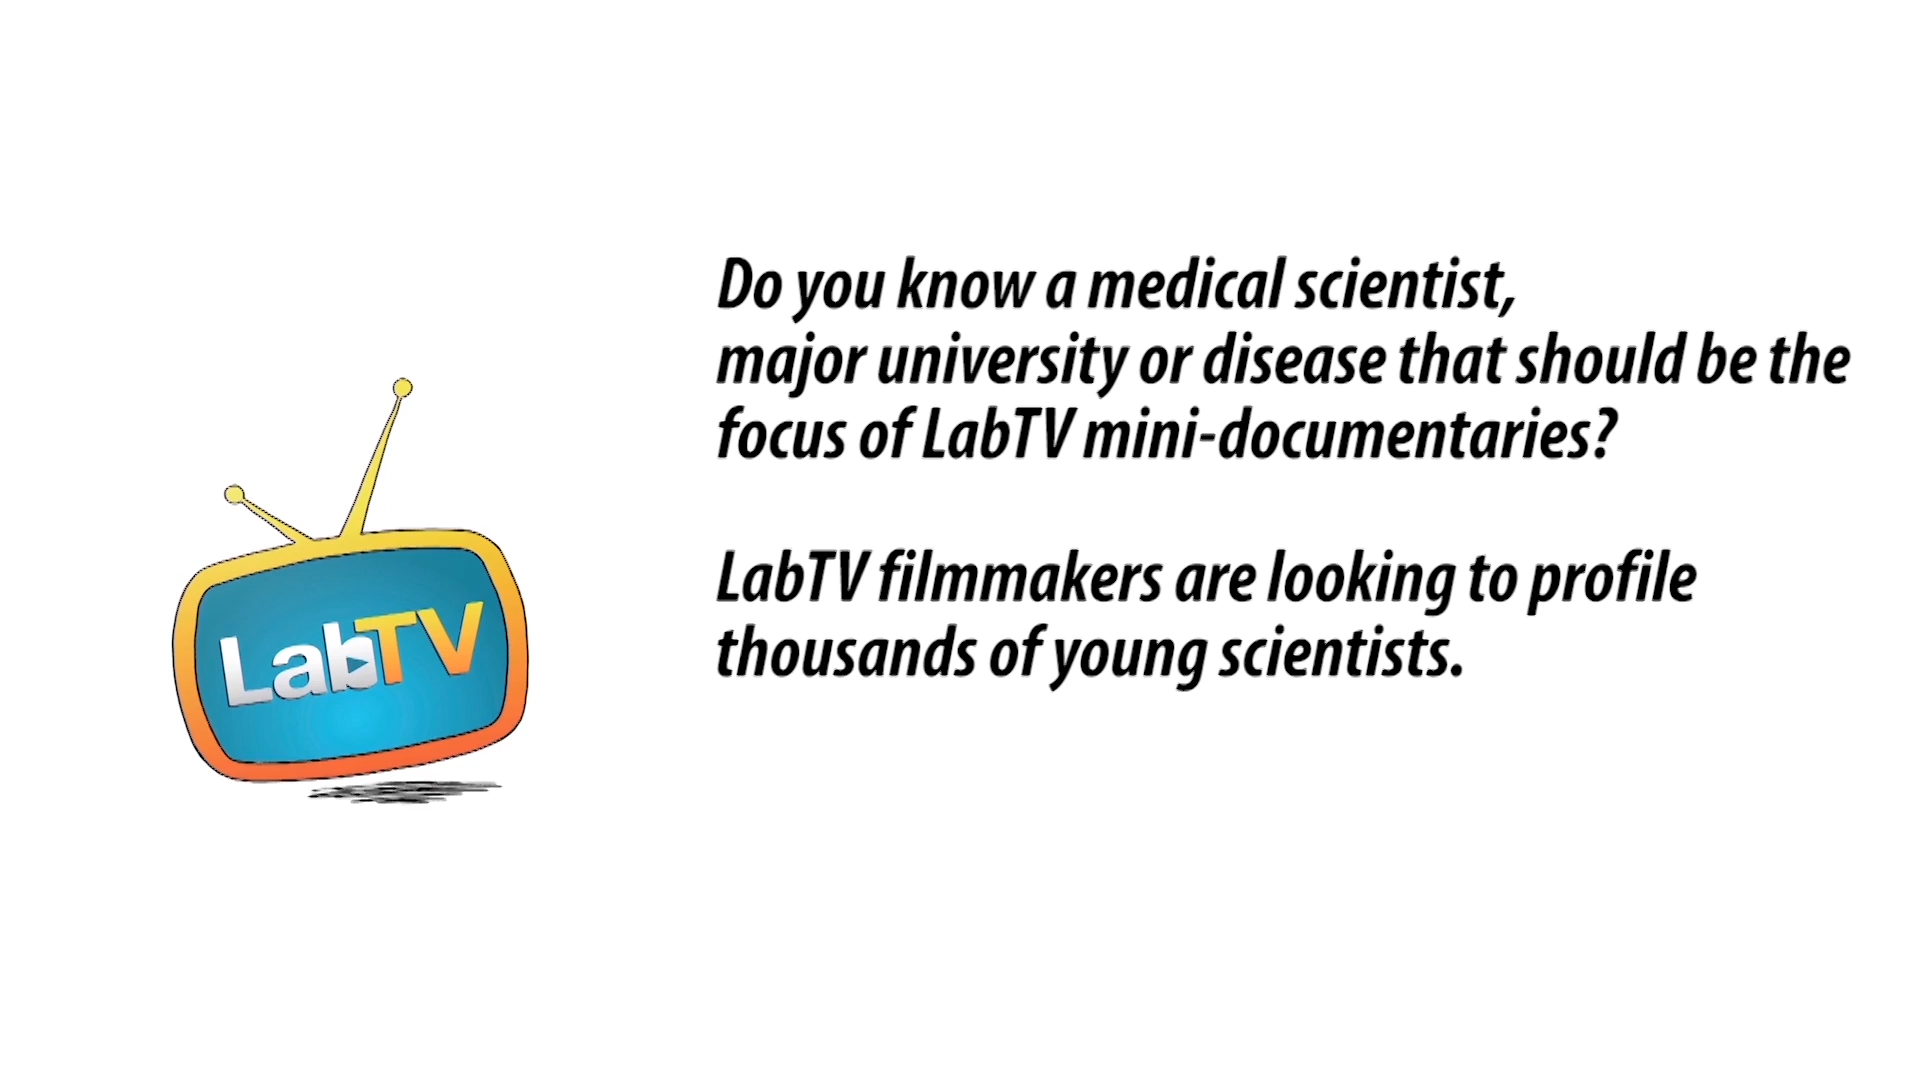 Do you know a medical scientist,
major university or disease that should be the
focus of LabTV mini-documentaries?
LabTV filmmakers are looking to profile
thousands of young scientists.
LabTV